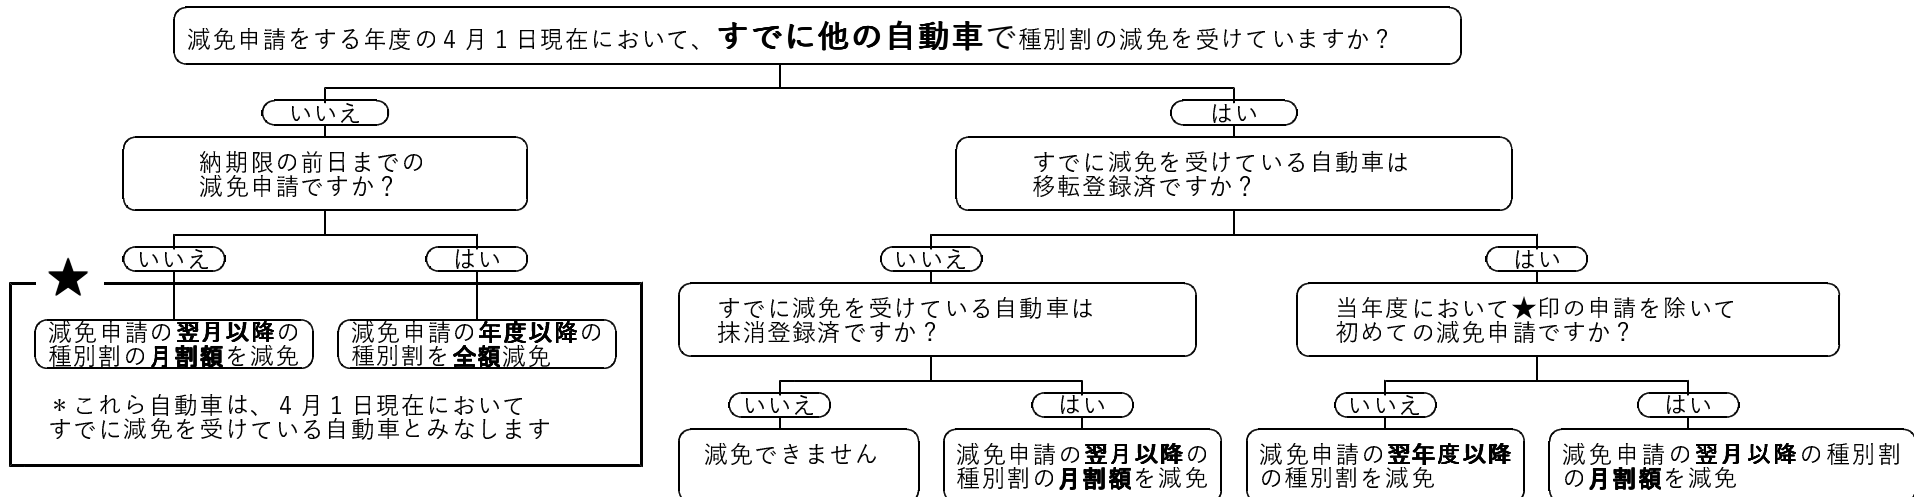 減免申請をする年度の4月1日現在において、すでに他の自動車で種別割の減免を受けていますか?
いいえ
はい
納期限の前日までの
減免申請ですか?
すでに減免を受けている自動車は
移転登録済ですか?
いいえ
はい
いいえ
はい
★
減免申請の翌月以降の
種別割の月割額を減免
減免申請の年度以降の
種別割を全額減免
*これら自動車は、4月1日現在において
すでに減免を受けている自動車とみなします
すでに減免を受けている自動車は
抹消登録済ですか?
当年度において★印の申請を除いて
初めての減免申請ですか?
いいえ
はい
いいえ
はい
減免できません
減免申請の翌月以降の
種別割の月割額を減免
減免申請の翌年度以降
の種別割を減免
減免申請の翌月以降の種別割
の月割額を減免